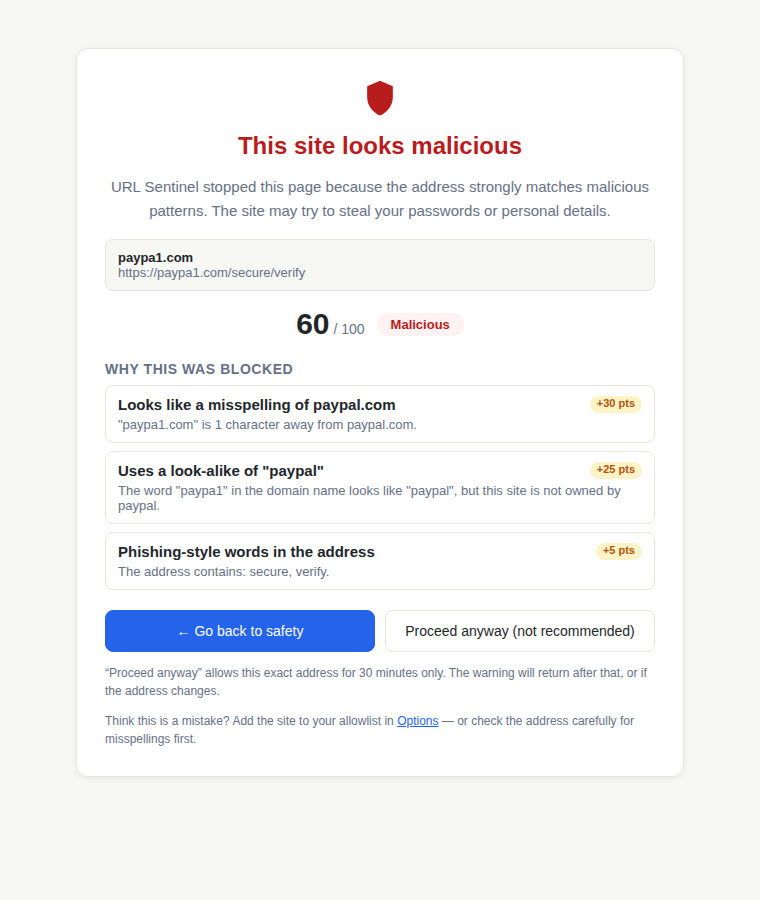 This site looks malicious
URL Sentinel stopped this page because the address strongly matches malicious
patterns. The site may try to steal your passwords or personal details.
paypa1.com
https://paypa1.com/secure/verify
60 / 100 Malicious
WHY THIS WAS BLOCKED
Looks like a misspelling of paypal.com +30 pts
"paypa1.com" is 1 character away from paypal.com.
Uses a look-alike of "paypal" +25 pts
The word "paypa1" in the domain name looks like "paypal", but this site is not owned by
paypal.
Phishing-style words in the address +5 pts
The address contains: secure, verify.
← Go back to safety Proceed anyway (not recommended)
“Proceed anyway” allows this exact address for 30 minutes only. The warning will return after that, or if
the address changes.
Think this is a mistake? Add the site to your allowlist in Options — or check the address carefully for
misspellings first.